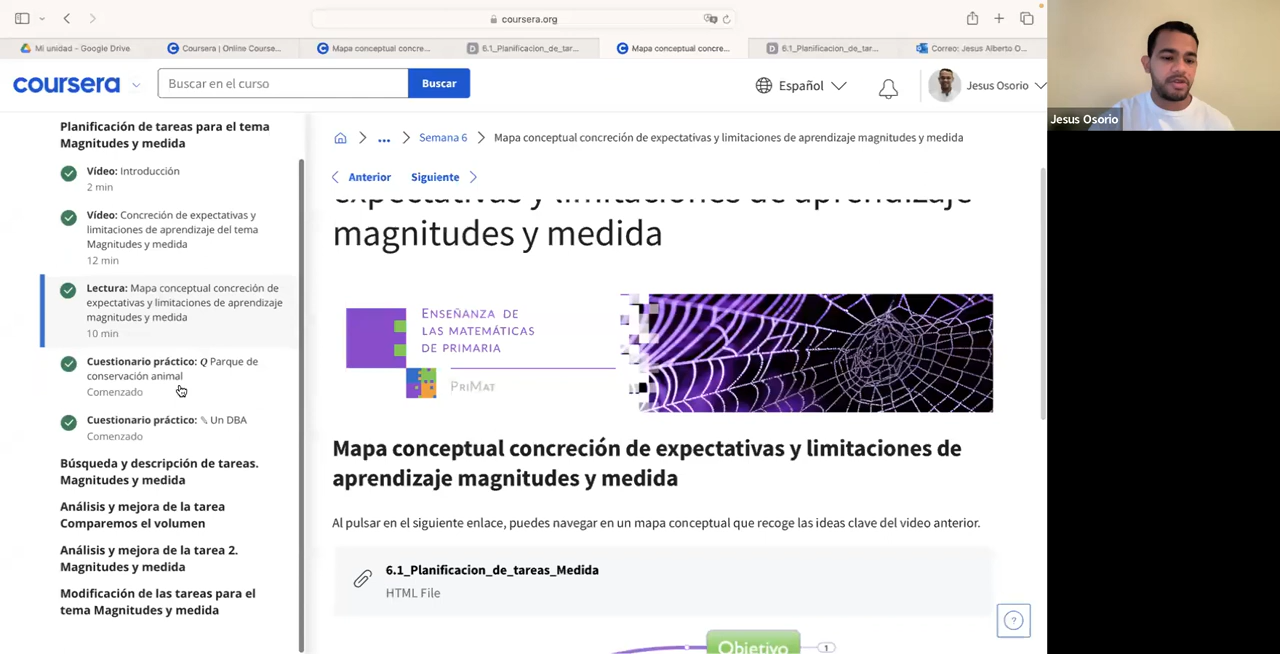 coursera.org
Mi unidad - Google Drive
Coursera | Online Course...
Mapa conceptual concre...
6.1_Planificacion_de_tar...
Mapa conceptual concre...
6.1_Planificacion_de_tar...
Correo: Jesus Alberto O...
coursera
Buscar en el curso
Buscar
Español
Jesus Osorio
Jesus Osorio
Planificación de tareas para el tema
Magnitudes y medida
Vídeo: Introducción
2 min
Vídeo: Concreción de expectativas y
limitaciones de aprendizaje del tema
Magnitudes y medida
12 min
Lectura: Mapa conceptual concreción de
expectativas y limitaciones de aprendizaje
magnitudes y medida
10 min
Cuestionario práctico: Q Parque de
conservación animal
Comenzado
Cuestionario práctico: ✎ Un DBA
Comenzado
Búsqueda y descripción de tareas.
Magnitudes y medida
Análisis y mejora de la tarea
Comparemos el volumen
Análisis y mejora de la tarea 2.
Magnitudes y medida
Modificación de las tareas para el
tema Magnitudes y medida
... Semana 6 Mapa conceptual concreción de expectativas y limitaciones de aprendizaje magnitudes y medida
Anterior Siguiente
expectativas y limitaciones de aprendizaje
magnitudes y medida
ENSEÑANZA DE
LAS MATEMÁTICAS
DE PRIMARIA
PRIMAT
Mapa conceptual concreción de expectativas y limitaciones de
aprendizaje magnitudes y medida
Al pulsar en el siguiente enlace, puedes navegar en un mapa conceptual que recoge las ideas clave del video anterior.
6.1_Planificacion_de_tareas_Medida
HTML File
Objetivo
1
?